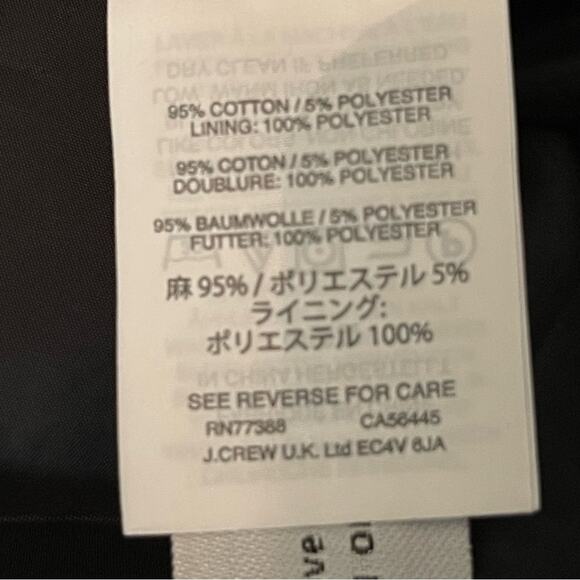 95% COTTON / 5% POLYESTER
LINING: 100% POLYESTER
95% COTON / 5% POLYESTER
DOUBLURE: 100% POLYESTER
95% BAUMWOLLE / 5% POLYESTER
FUTTER: 100% POLYESTER
麻 95% / ポリエステル 5%
ライニング:
ポリエステル 100%
SEE REVERSE FOR CARE
RN77388 CA56445
J.CREW U.K. Ltd EC4V 6JA
ve
o